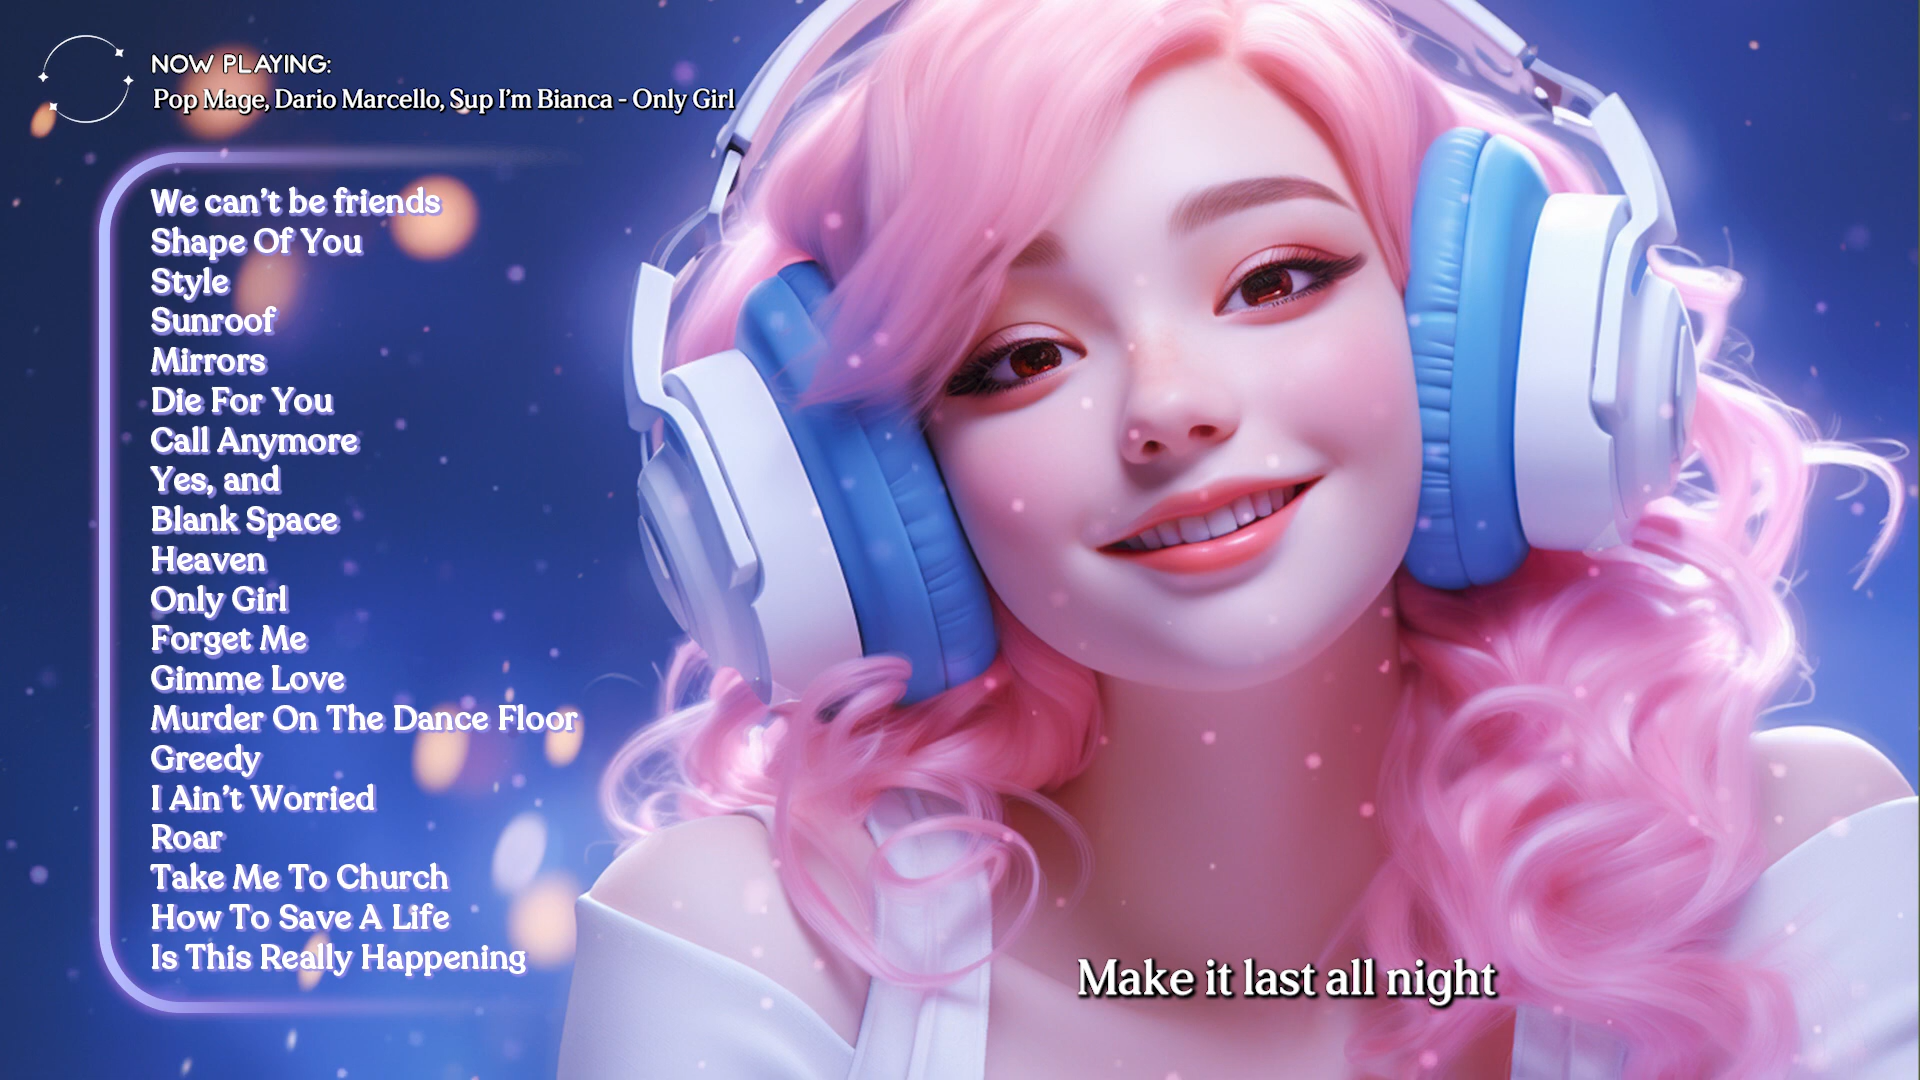 NOW PLAYING:
Pop Mage, Dario Marcello, Sup I'm Bianca - Only Girl
We can't be friends
Shape Of You
Style
Sunroof
Mirrors
Die For You
Call Anymore
Yes, and
Blank Space
Heaven
Only Girl
Forget Me
Gimme Love
Murder On The Dance Floor
Greedy
I Ain't Worried
Roar
Take Me To Church
How To Save A Life
Is This Really Happening
Make it last all night